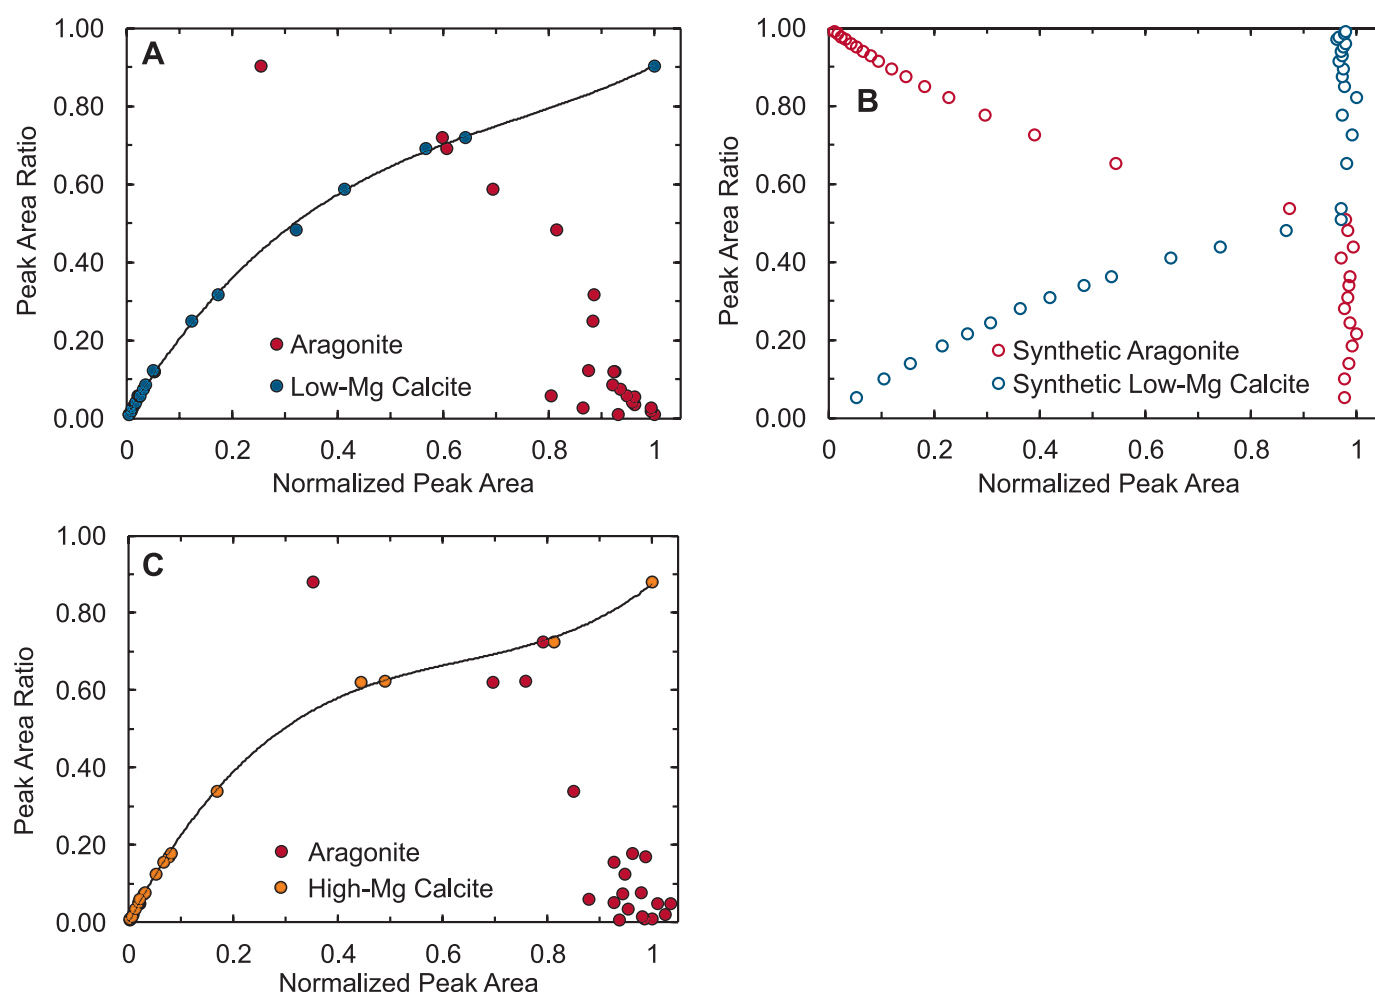 A
Peak Area Ratio
1.00
0.80
0.60
0.40
0.20
0.00
Aragonite
Low-Mg Calcite
0 0.2 0.4 0.6 0.8 1
Normalized Peak Area
B
Peak Area Ratio
1.00
0.80
0.60
0.40
0.20
0.00
Synthetic Aragonite
Synthetic Low-Mg Calcite
0 0.2 0.4 0.6 0.8 1
Normalized Peak Area
C
Peak Area Ratio
1.00
0.80
0.60
0.40
0.20
0.00
Aragonite
High-Mg Calcite
0 0.2 0.4 0.6 0.8 1
Normalized Peak Area